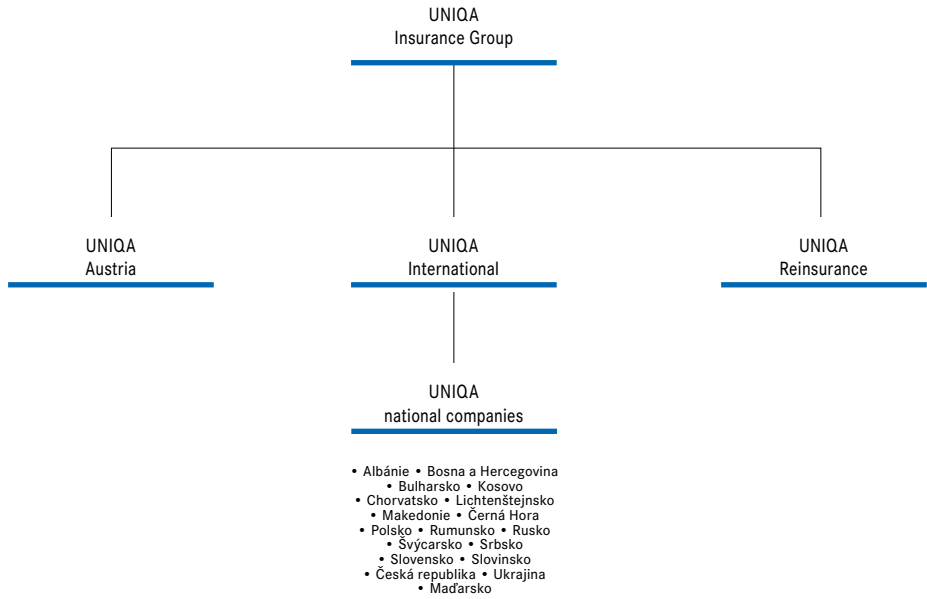 UNIQA
Insurance Group
UNIQA
Austria
UNIQA
International
UNIQA
Reinsurance
UNIQA
national companies
• Albánie • Bosna a Hercegovina
• Bulharsko • Kosovo
• Chorvatsko • Lichtenštejnsko
• Makedonie • Černá Hora
• Polsko • Rumunsko • Rusko
• Švýcarsko • Srbsko
• Slovensko • Slovinsko
• Česká republika • Ukrajina
• Maďarsko